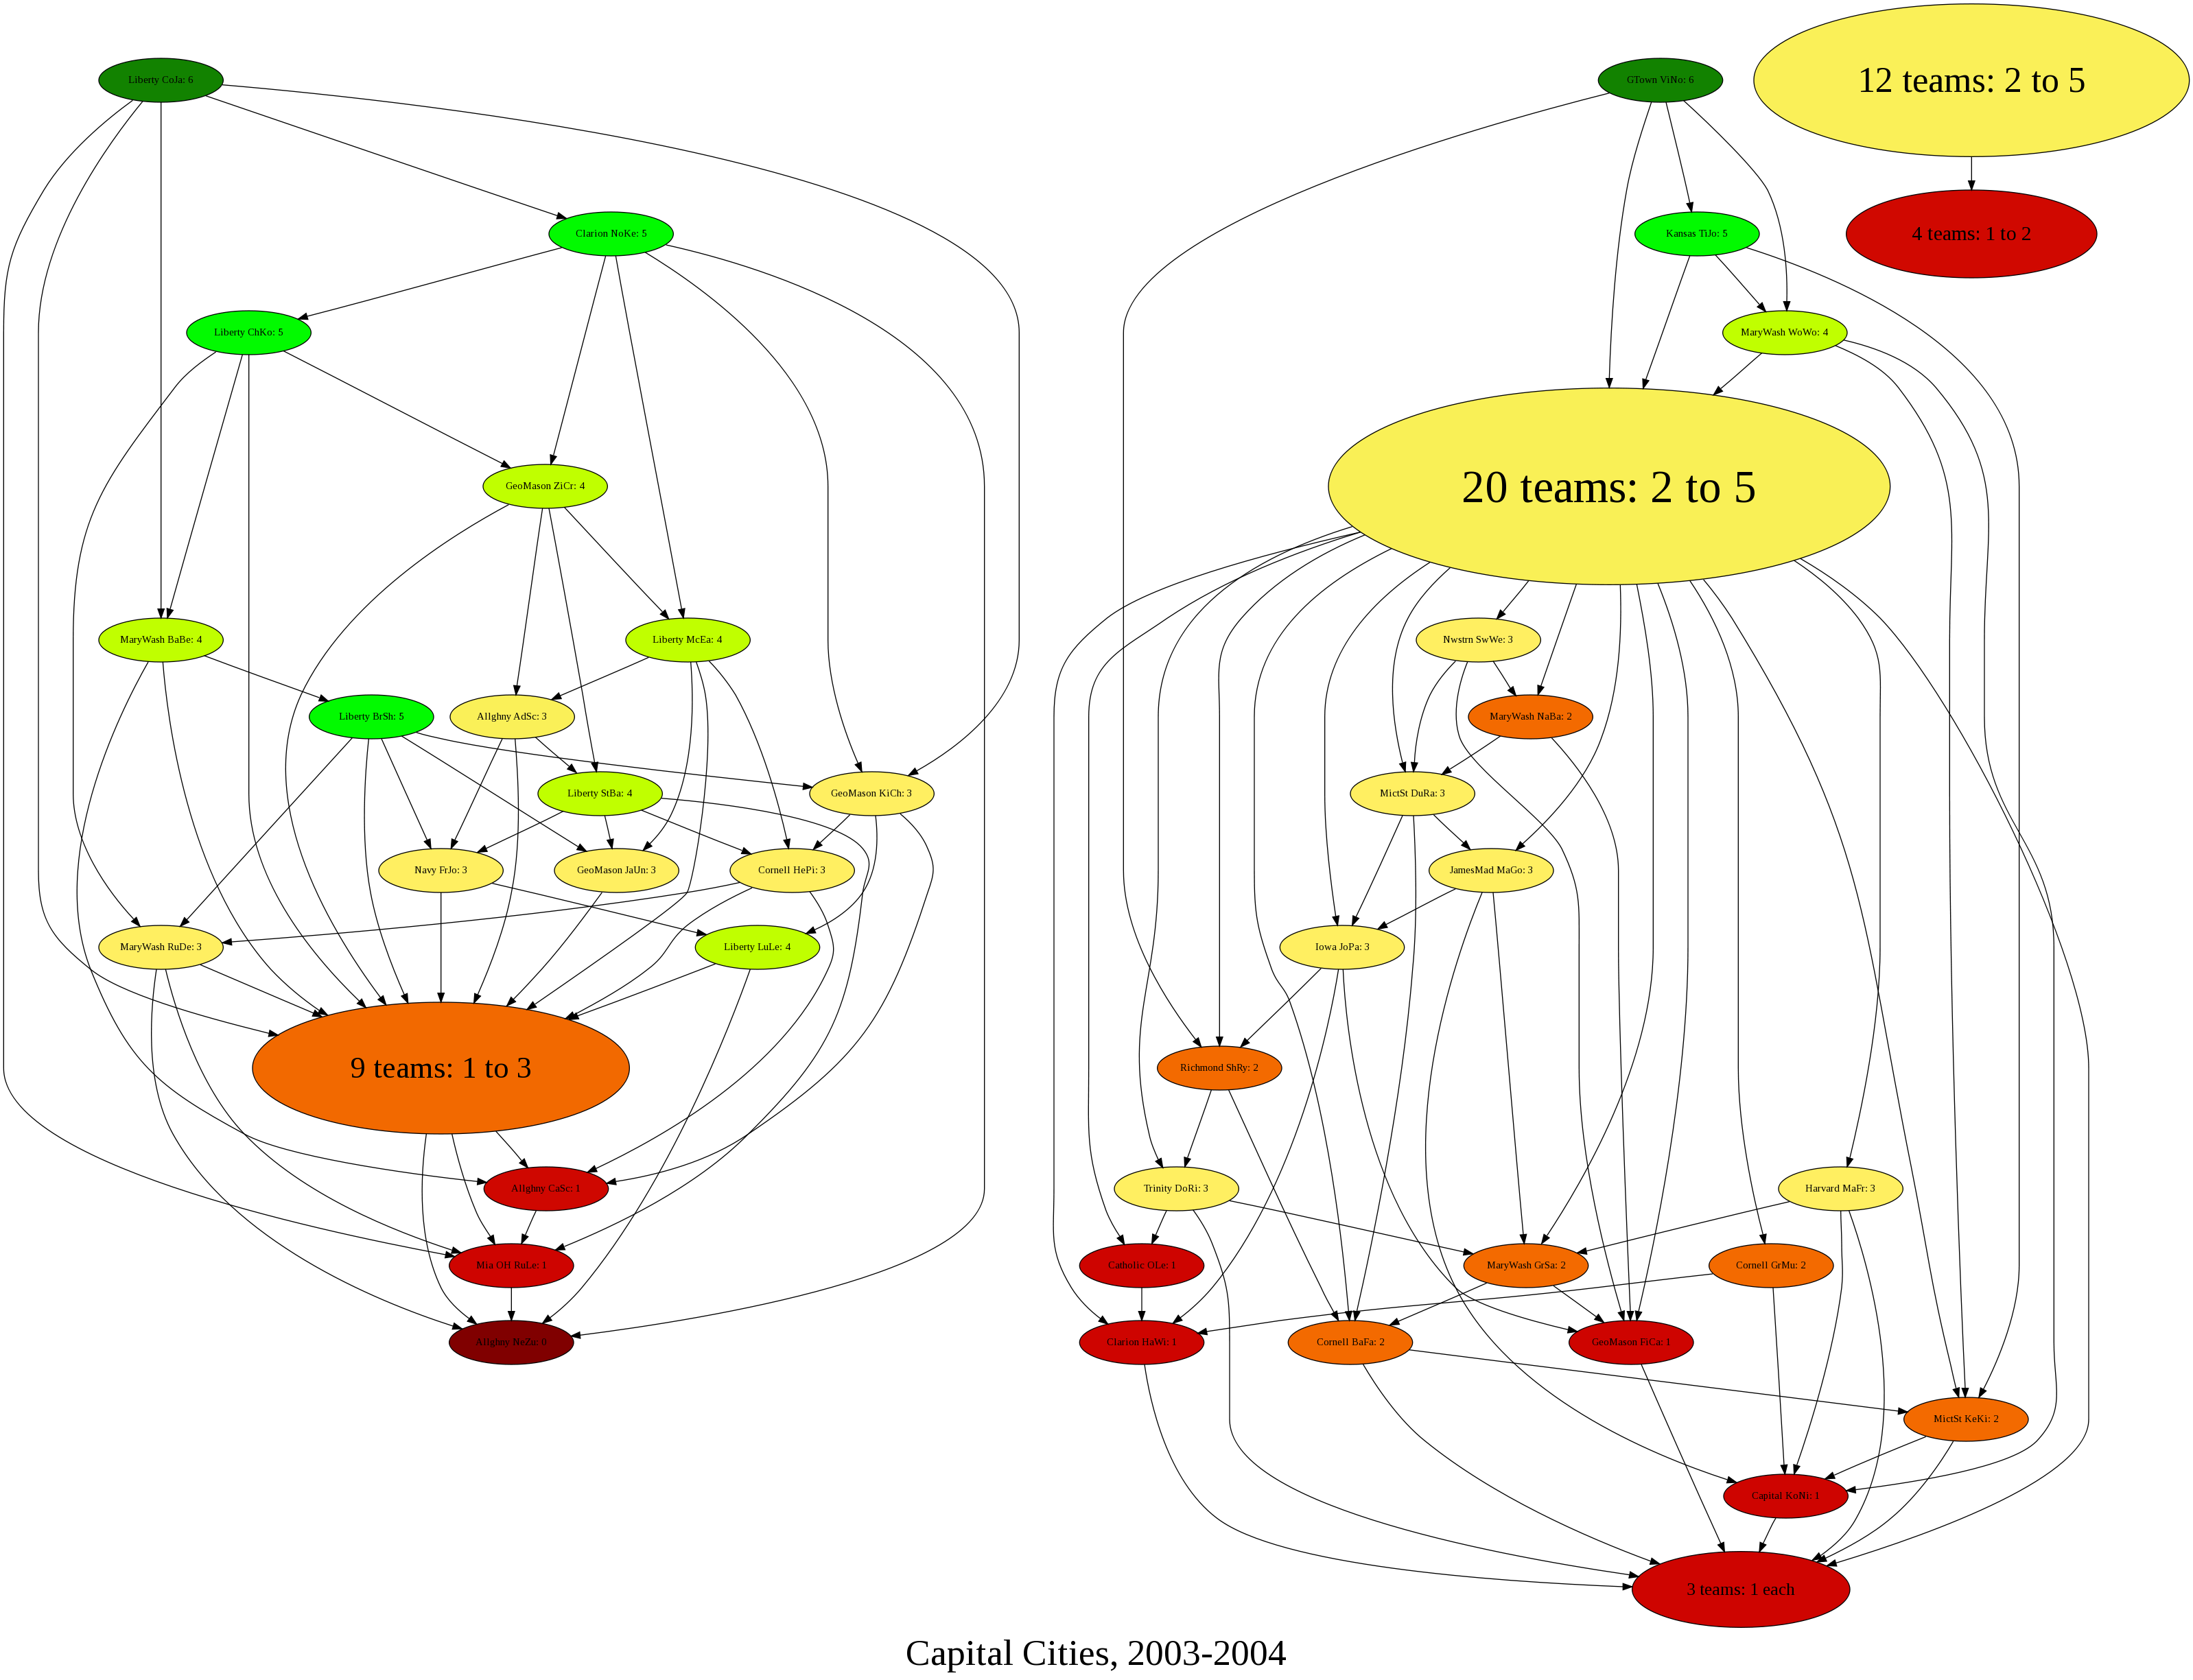 Liberty CoJa: 6
GTown ViNo: 6
12 teams: 2 to 5
Clarion NoKe: 5
Kansas TiJo: 5
4 teams: 1 to 2
Liberty ChKo: 5
MaryWash WoWo: 4
GeoMason ZiCr: 4
20 teams: 2 to 5
MaryWash BaBe: 4
Liberty McEa: 4
Nwstrn SwWe: 3
Liberty BrSh: 5
Allghny AdSc: 3
MaryWash NaBa: 2
Liberty StBa: 4
GeoMason KiCh: 3
MictSt DuRa: 3
Navy FrJo: 3
GeoMason JaUn: 3
Cornell HePi: 3
JamesMad MaGo: 3
MaryWash RuDe: 3
Liberty LuLe: 4
Iowa JoPa: 3
9 teams: 1 to 3
Richmond ShRy: 2
Allghny CaSc: 1
Trinity DoRi: 3
Harvard MaFr: 3
Mia OH RuLe: 1
Catholic OLe: 1
MaryWash GrSa: 2
Cornell GrMu: 2
Allghny NeZu: 0
Clarion HaWi: 1
Cornell BaFa: 2
GeoMason FiCa: 1
MictSt KeKi: 2
Capital KoNi: 1
3 teams: 1 each
Capital Cities, 2003-2004